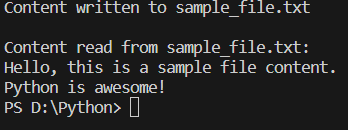 Content written to sample_file.txt
Content read from sample_file.txt:
Hello, this is a sample file content.
Python is awesome!
PS D:\Python>